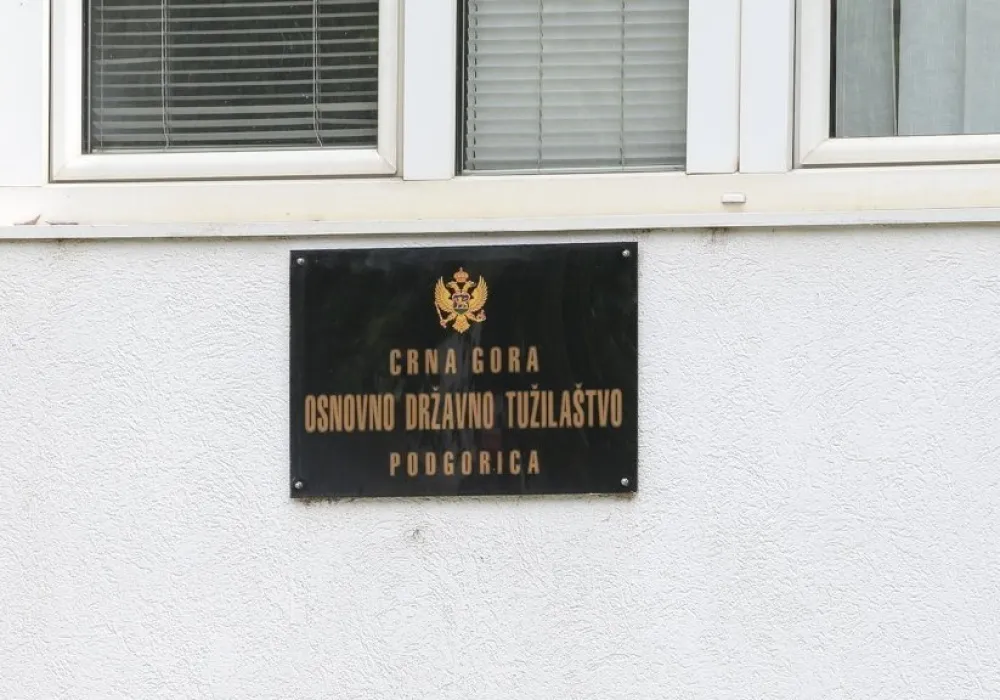 CRNA GORA
OSNOVNO DRŽAVNO TUŽILAŠTVO
PODGORICA